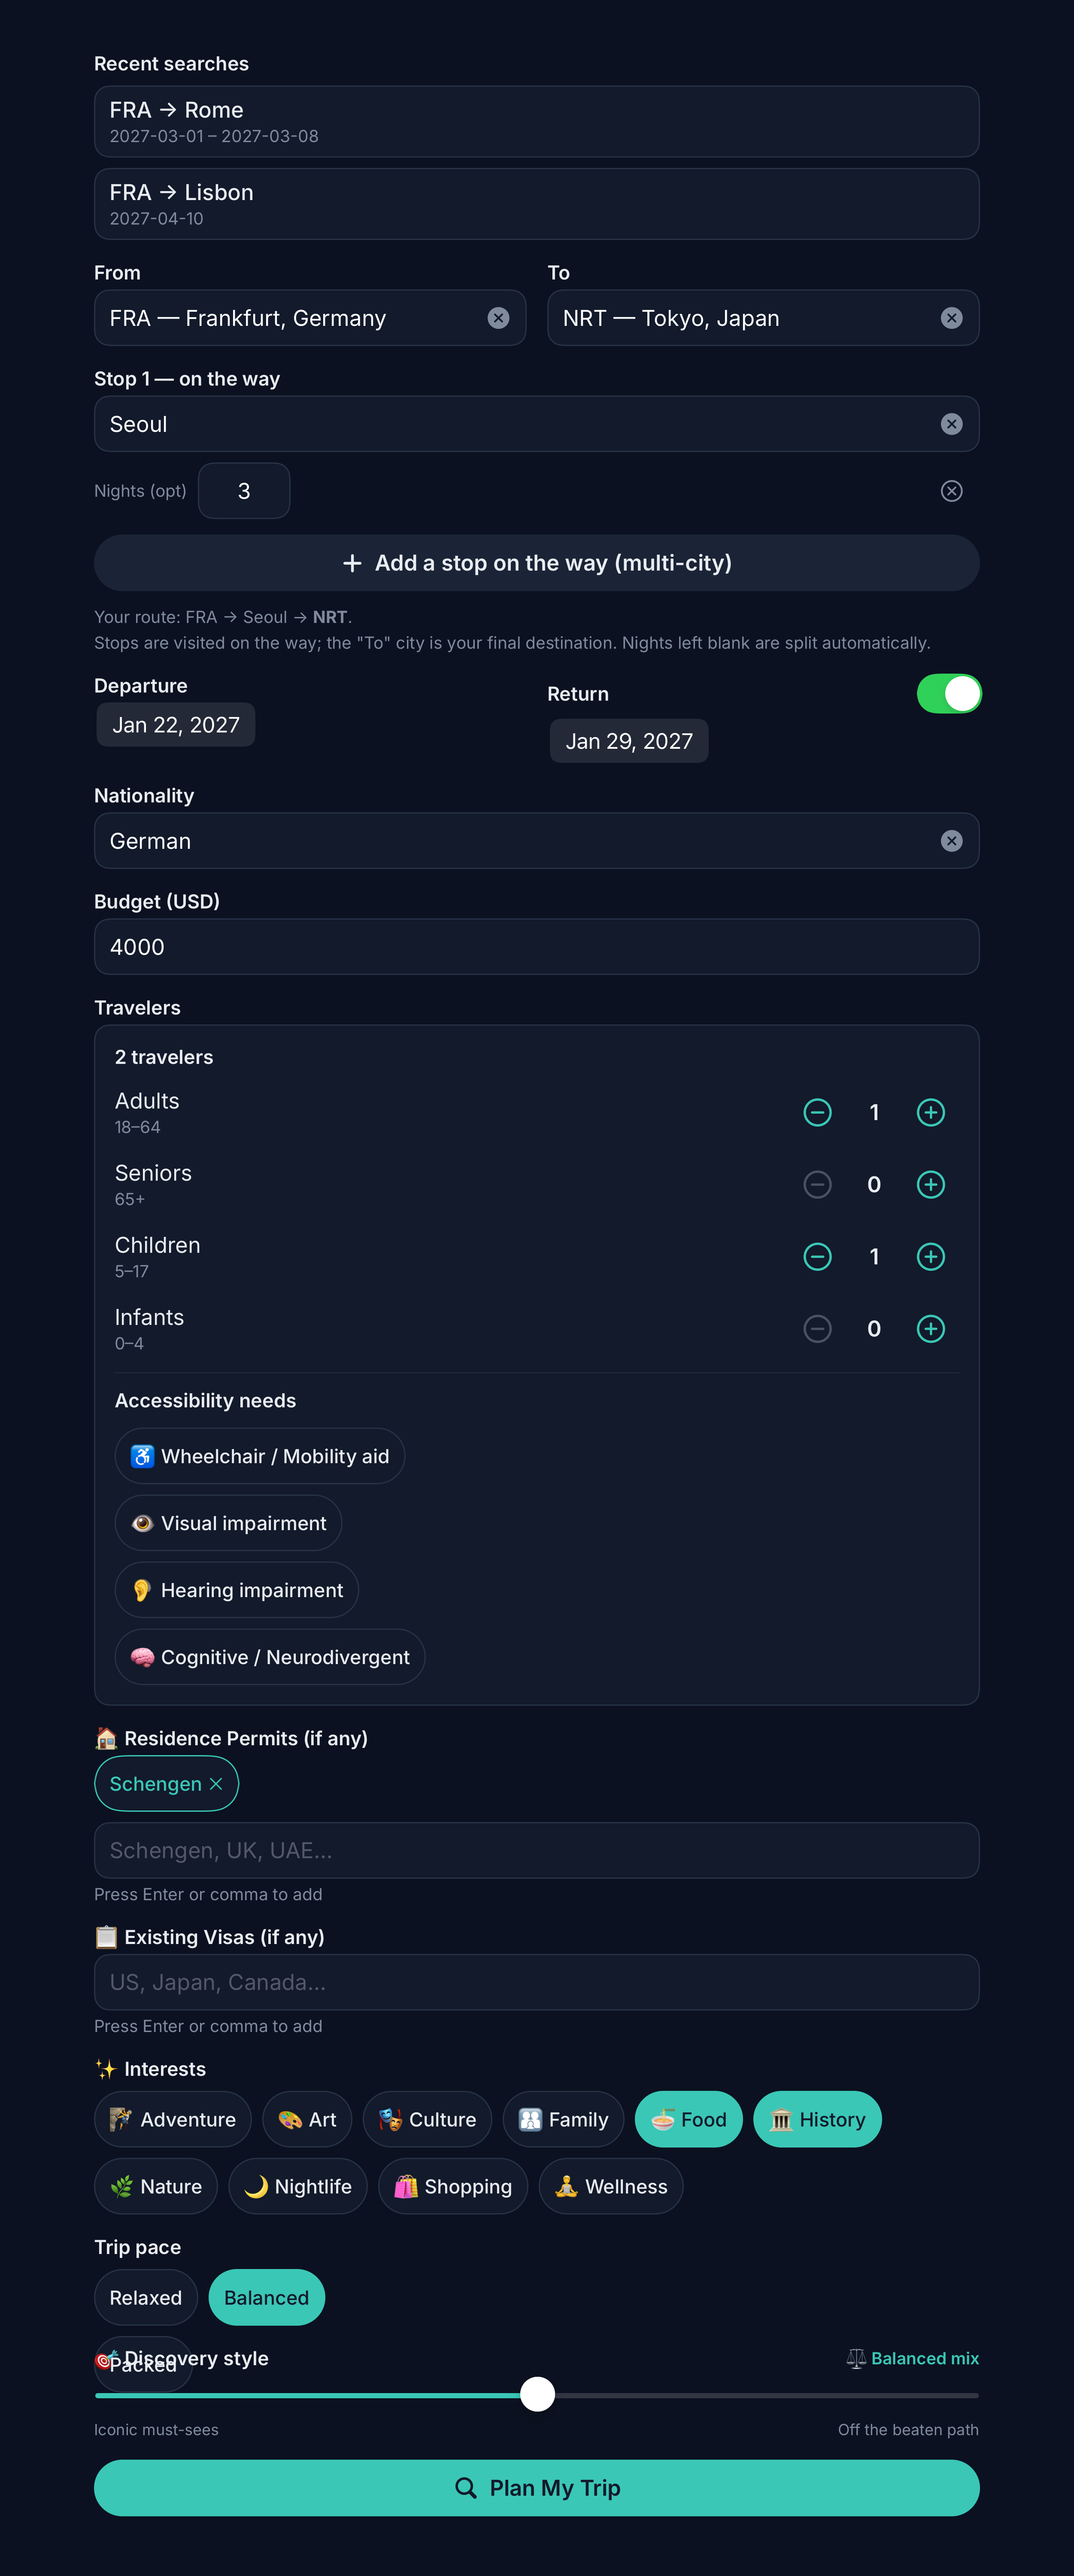 Recent searches
FRA → Rome
2027-03-01 – 2027-03-08
FRA → Lisbon
2027-04-10
From
To
FRA — Frankfurt, Germany
NRT — Tokyo, Japan
Stop 1 — on the way
Seoul
Nights (opt)
3
Add a stop on the way (multi-city)
Your route: FRA → Seoul → NRT.
Stops are visited on the way; the "To" city is your final destination. Nights left blank are split automatically.
Departure
Return
Jan 22, 2027
Jan 29, 2027
Nationality
German
Budget (USD)
4000
Travelers
2 travelers
Adults
1
18–64
Seniors
0
65+
Children
1
5–17
Infants
0
0–4
Accessibility needs
Wheelchair / Mobility aid
Visual impairment
Hearing impairment
Cognitive / Neurodivergent
Residence Permits (if any)
Schengen
Schengen, UK, UAE...
Press Enter or comma to add
Existing Visas (if any)
US, Japan, Canada...
Press Enter or comma to add
Interests
Adventure Art Culture Family Food History
Nature Nightlife Shopping Wellness
Trip pace
Relaxed Balanced
Packed
Discovery style
Balanced mix
Iconic must-sees
Off the beaten path
Plan My Trip